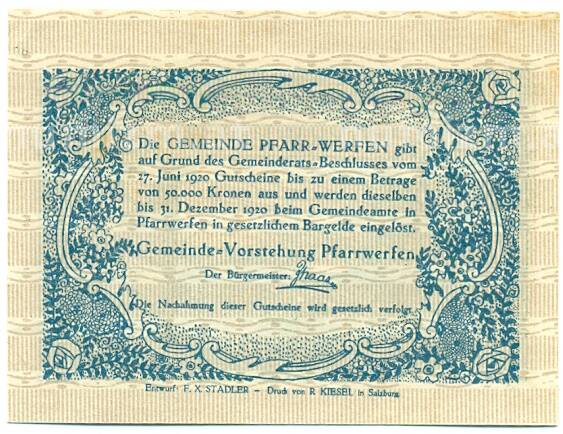 Die GEMEINDE PFARR=WERFEN gibt
auf Grund des Gemeinderats=Beschlusses vom
27. Juni 1920 Gutscheine bis zu einem Betrage
von 50.000 Kronen aus und werden dieselben
bis 31. Dezember 1920 beim Gemeindeamte in
Pfarrwerfen in gesetzlichem Bargelde eingelöst.
Gemeinde=Vorstehung Pfarrwerfen
Der Bürgermeister:
Die Nachahmung dieser Gutscheine wird gesetzlich verfolgt
Entwurf: F. X. STADLER — Druck von R KIESEL in Salzburg